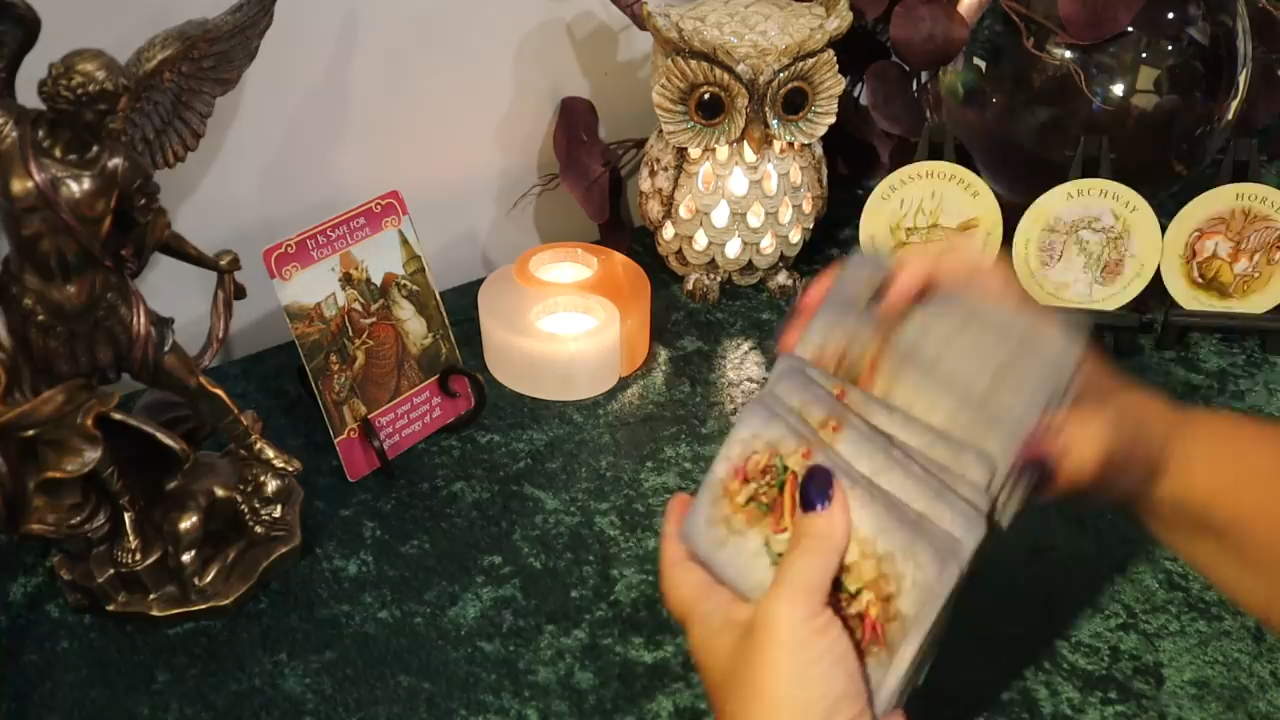 IT IS SAFE FOR
YOU TO LOVE
Open your heart
give and receive the
of all.
energy
GRASSHOPPER
ARCHWAY
HORS